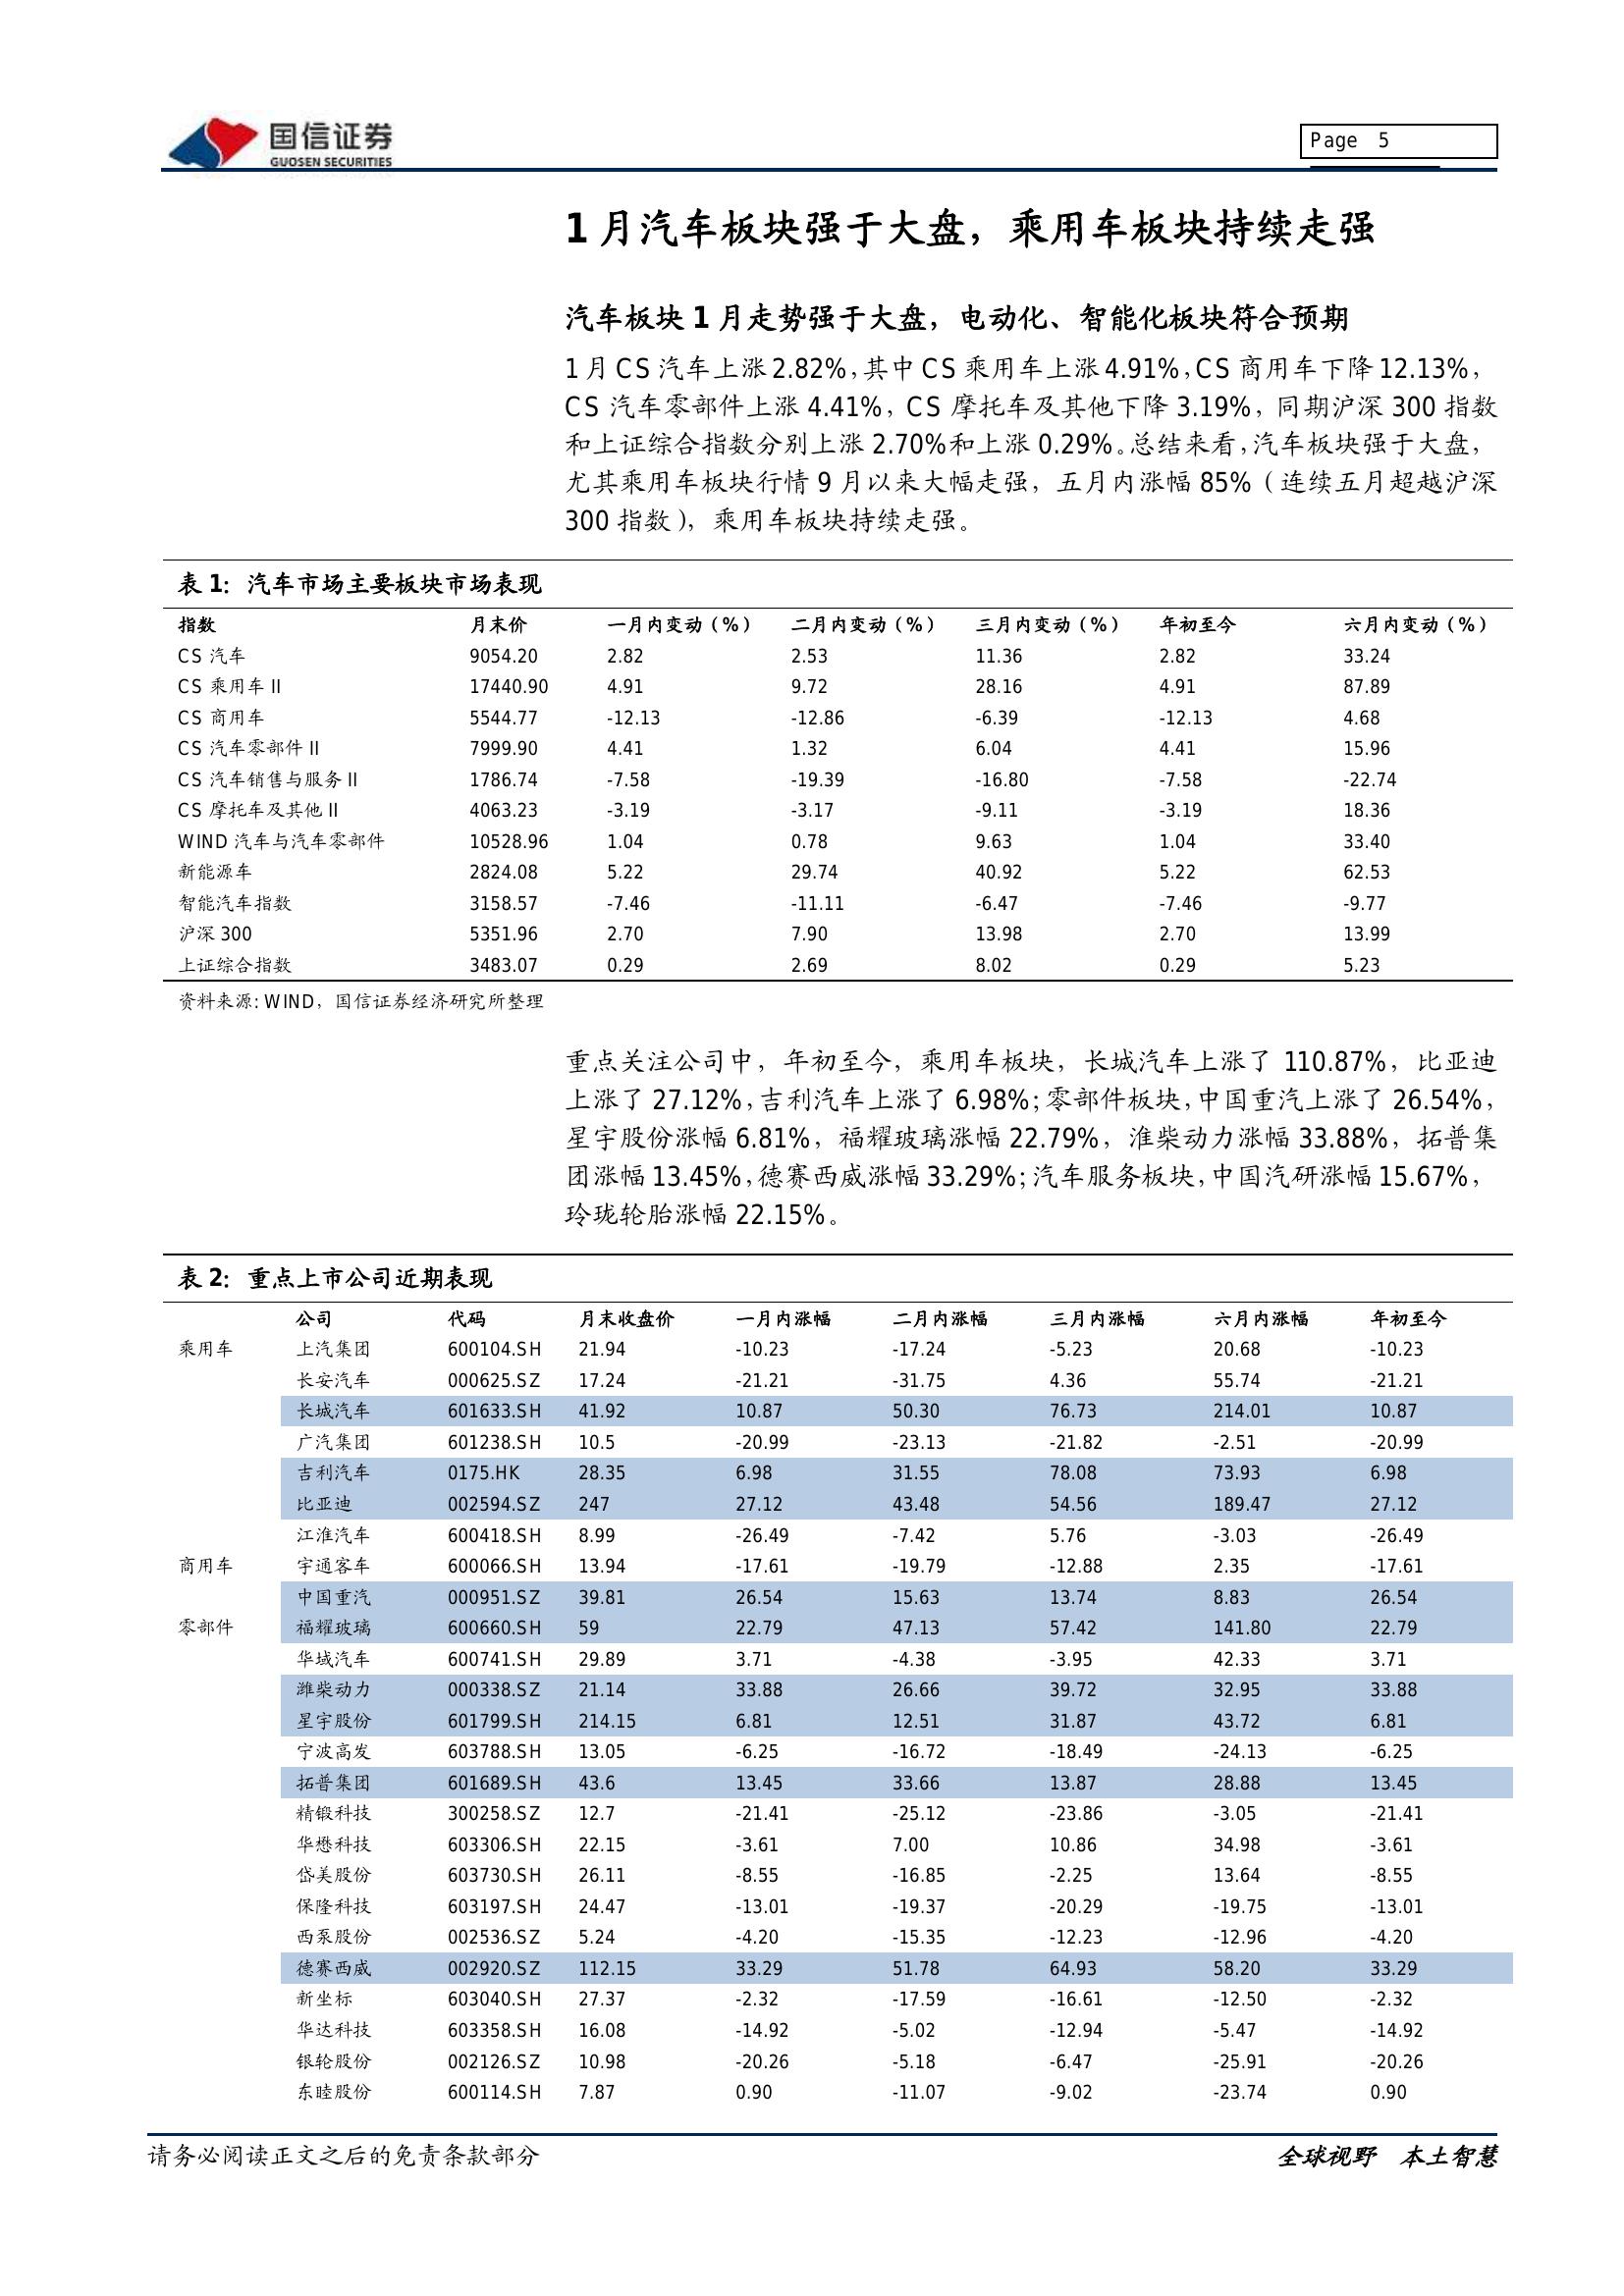 国信证券
GUOSEN SECURITIES
Page 5
1 月汽车板块强于大盘，乘用车板块持续走强
汽车板块 1 月走势强于大盘，电动化、智能化板块符合预期
1 月 CS 汽车上涨 2.82%，其中 CS 乘用车上涨 4.91%，CS 商用车下降 12.13%，
CS 汽车零部件上涨 4.41%，CS 摩托车及其他下降 3.19%，同期沪深 300 指数
和上证综合指数分别上涨 2.70%和上涨 0.29%。总结来看，汽车板块强于大盘，
尤其乘用车板块行情 9 月以来大幅走强，五月内涨幅 85%（连续五月超越沪深
300 指数），乘用车板块持续走强。
表 1：汽车市场主要板块市场表现
指数 月末价 一月内变动（%） 二月内变动（%） 三月内变动（%） 年初至今 六月内变动（%）
CS 汽车 9054.20 2.82 2.53 11.36 2.82 33.24
CS 乘用车 II 17440.90 4.91 9.72 28.16 4.91 87.89
CS 商用车 5544.77 -12.13 -12.86 -6.39 -12.13 4.68
CS 汽车零部件 II 7999.90 4.41 1.32 6.04 4.41 15.96
CS 汽车销售与服务 II 1786.74 -7.58 -19.39 -16.80 -7.58 -22.74
CS 摩托车及其他 II 4063.23 -3.19 -3.17 -9.11 -3.19 18.36
WIND 汽车与汽车零部件 10528.96 1.04 0.78 9.63 1.04 33.40
新能源车 2824.08 5.22 29.74 40.92 5.22 62.53
智能汽车指数 3158.57 -7.46 -11.11 -6.47 -7.46 -9.77
沪深 300 5351.96 2.70 7.90 13.98 2.70 13.99
上证综合指数 3483.07 0.29 2.69 8.02 0.29 5.23
资料来源：WIND，国信证券经济研究所整理
重点关注公司中，年初至今，乘用车板块，长城汽车上涨了 110.87%，比亚迪
上涨了 27.12%，吉利汽车上涨了 6.98%；零部件板块，中国重汽上涨了 26.54%，
星宇股份涨幅 6.81%，福耀玻璃涨幅 22.79%，淮柴动力涨幅 33.88%，拓普集
团涨幅 13.45%，德赛西威涨幅 33.29%；汽车服务板块，中国汽研涨幅 15.67%，
玲珑轮胎涨幅 22.15%。
表 2：重点上市公司近期表现
公司 代码 月末收盘价 一月内涨幅 二月内涨幅 三月内涨幅 六月内涨幅 年初至今
乘用车 上汽集团 600104.SH 21.94 -10.23 -17.24 -5.23 20.68 -10.23
长安汽车 000625.SZ 17.24 -21.21 -31.75 4.36 55.74 -21.21
长城汽车 601633.SH 41.92 10.87 50.30 76.73 214.01 10.87
广汽集团 601238.SH 10.5 -20.99 -23.13 -21.82 -2.51 -20.99
吉利汽车 0175.HK 28.35 6.98 31.55 78.08 73.93 6.98
比亚迪 002594.SZ 247 27.12 43.48 54.56 189.47 27.12
江淮汽车 600418.SH 8.99 -26.49 -7.42 5.76 -3.03 -26.49
商用车 宇通客车 600066.SH 13.94 -17.61 -19.79 -12.88 2.35 -17.61
中国重汽 000951.SZ 39.81 26.54 15.63 13.74 8.83 26.54
零部件 福耀玻璃 600660.SH 59 22.79 47.13 57.42 141.80 22.79
华域汽车 600741.SH 29.89 3.71 -4.38 -3.95 42.33 3.71
潍柴动力 000338.SZ 21.14 33.88 26.66 39.72 32.95 33.88
星宇股份 601799.SH 214.15 6.81 12.51 31.87 43.72 6.81
宁波高发 603788.SH 13.05 -6.25 -16.72 -18.49 -24.13 -6.25
拓普集团 601689.SH 43.6 13.45 33.66 13.87 28.88 13.45
精锻科技 300258.SZ 12.7 -21.41 -25.12 -23.86 -3.05 -21.41
华懋科技 603306.SH 22.15 -3.61 7.00 10.86 34.98 -3.61
岱美股份 603730.SH 26.11 -8.55 -16.85 -2.25 13.64 -8.55
保隆科技 603197.SH 24.47 -13.01 -19.37 -20.29 -19.75 -13.01
西泵股份 002536.SZ 5.24 -4.20 -15.35 -12.23 -12.96 -4.20
德赛西威 002920.SZ 112.15 33.29 51.78 64.93 58.20 33.29
新坐标 603040.SH 27.37 -2.32 -17.59 -16.61 -12.50 -2.32
华达科技 603358.SH 16.08 -14.92 -5.02 -12.94 -5.47 -14.92
银轮股份 002126.SZ 10.98 -20.26 -5.18 -6.47 -25.91 -20.26
东睦股份 600114.SH 7.87 0.90 -11.07 -9.02 -23.74 0.90
请务必阅读正文之后的免责条款部分
全球视野 本土智慧